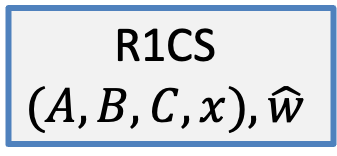 R1CS
(A, B, C, x), ŵ